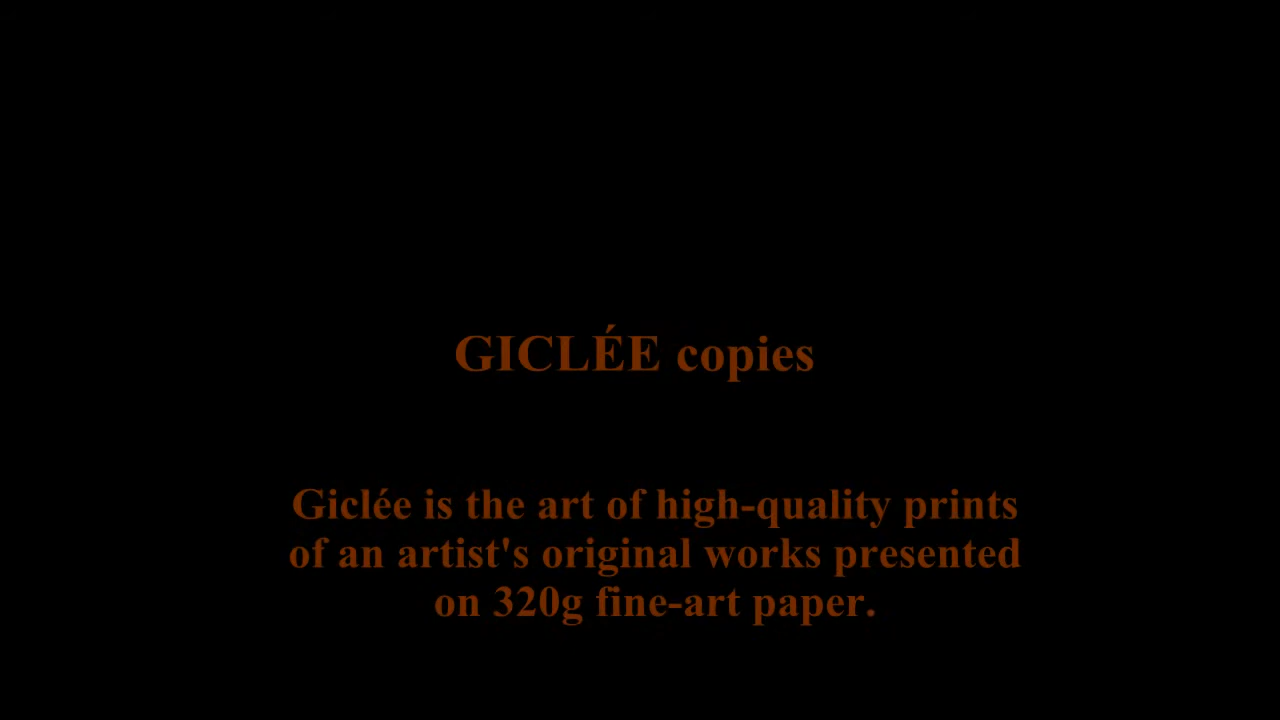 GICLÉE copies
Giclée is the art of high-quality prints
of an artist's original works presented
on 320g fine-art paper.